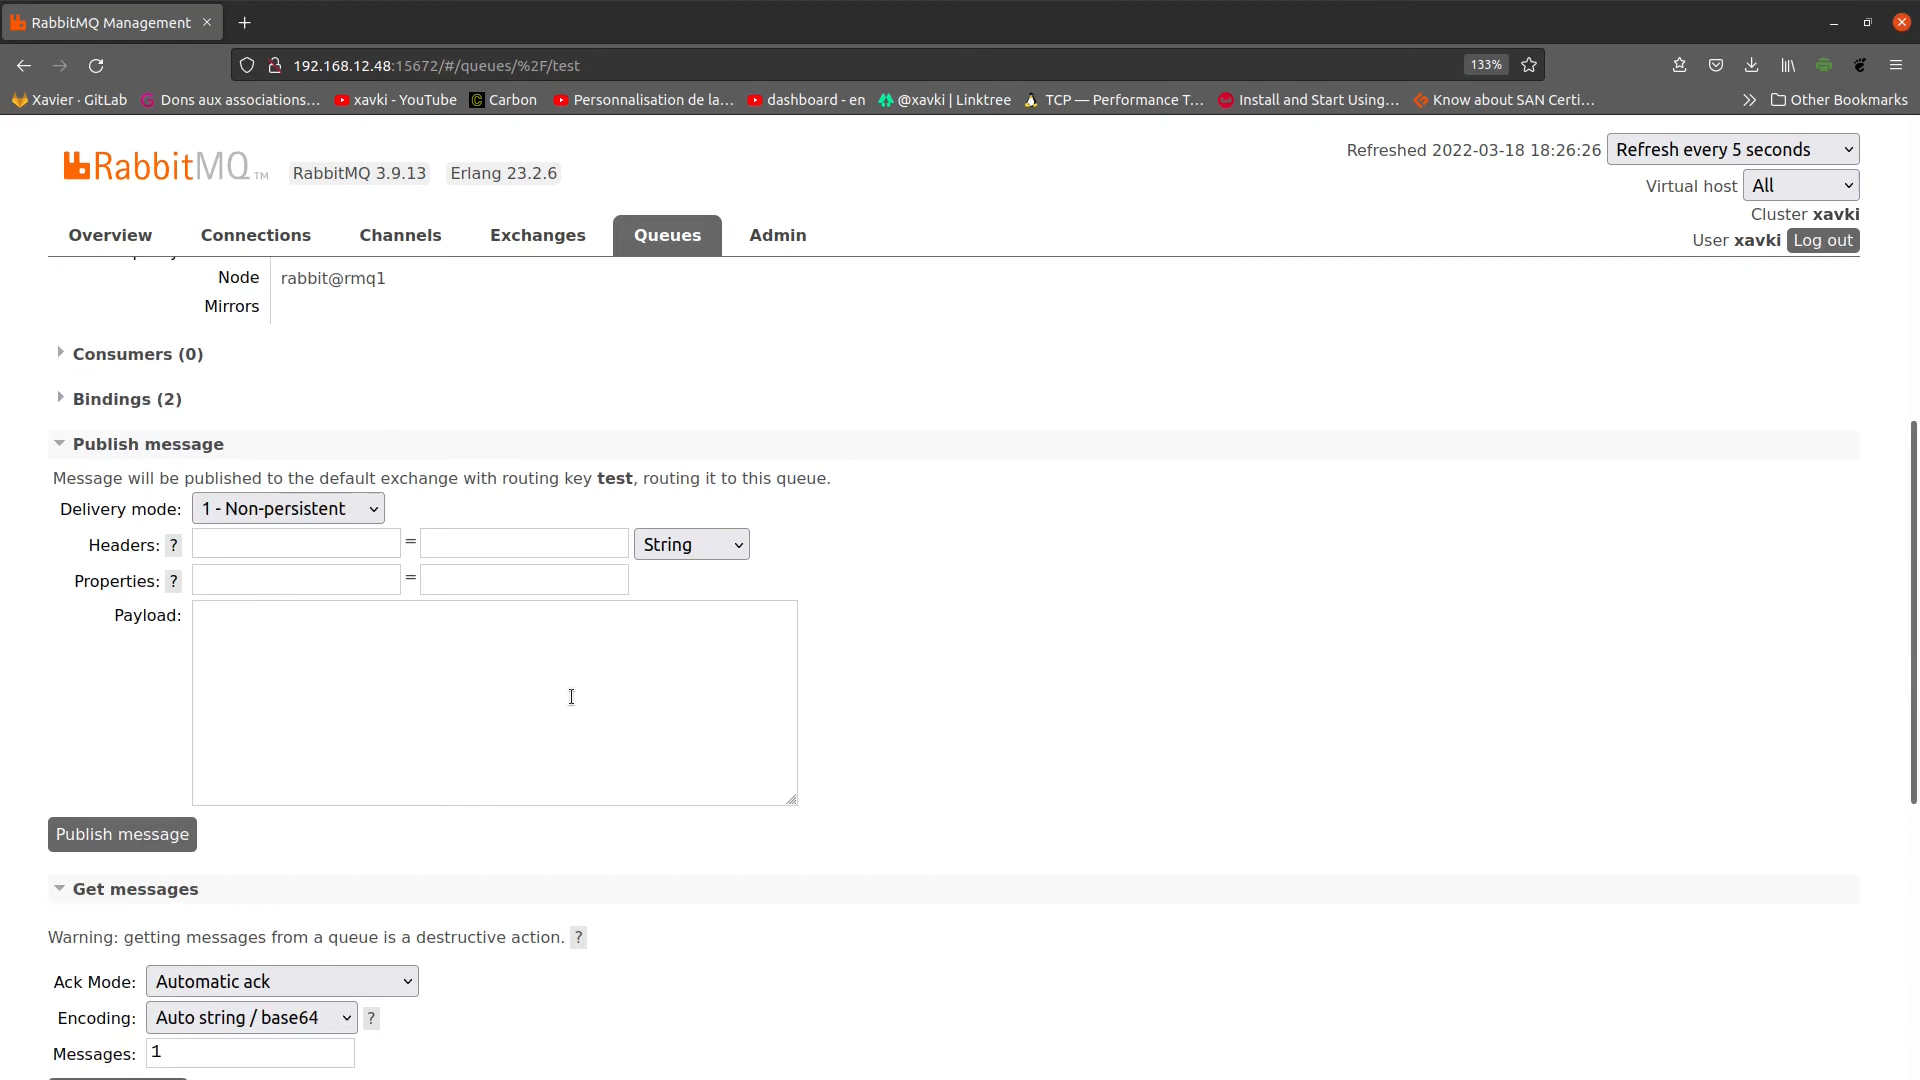 RabbitMQ Management
192.168.12.48:15672/#/queues/%2F/test
133%
Xavier · GitLab
Dons aux associations…
xavki - YouTube
Carbon
Personnalisation de la…
dashboard - en
@xavki | Linktree
TCP — Performance T…
Install and Start Using…
Know about SAN Certi…
Other Bookmarks
RabbitMQ TM
RabbitMQ 3.9.13
Erlang 23.2.6
Refreshed 2022-03-18 18:26:26
Refresh every 5 seconds
Virtual host All
Cluster xavki
User xavki Log out
Overview
Connections
Channels
Exchanges
Queues
Admin
Node rabbit@rmq1
Mirrors
Consumers (0)
Bindings (2)
Publish message
Message will be published to the default exchange with routing key test, routing it to this queue.
Delivery mode: 1 - Non-persistent
Headers: ? = String
Properties: ? =
Payload:
Publish message
Get messages
Warning: getting messages from a queue is a destructive action. ?
Ack Mode: Automatic ack
Encoding: Auto string / base64 ?
Messages: 1